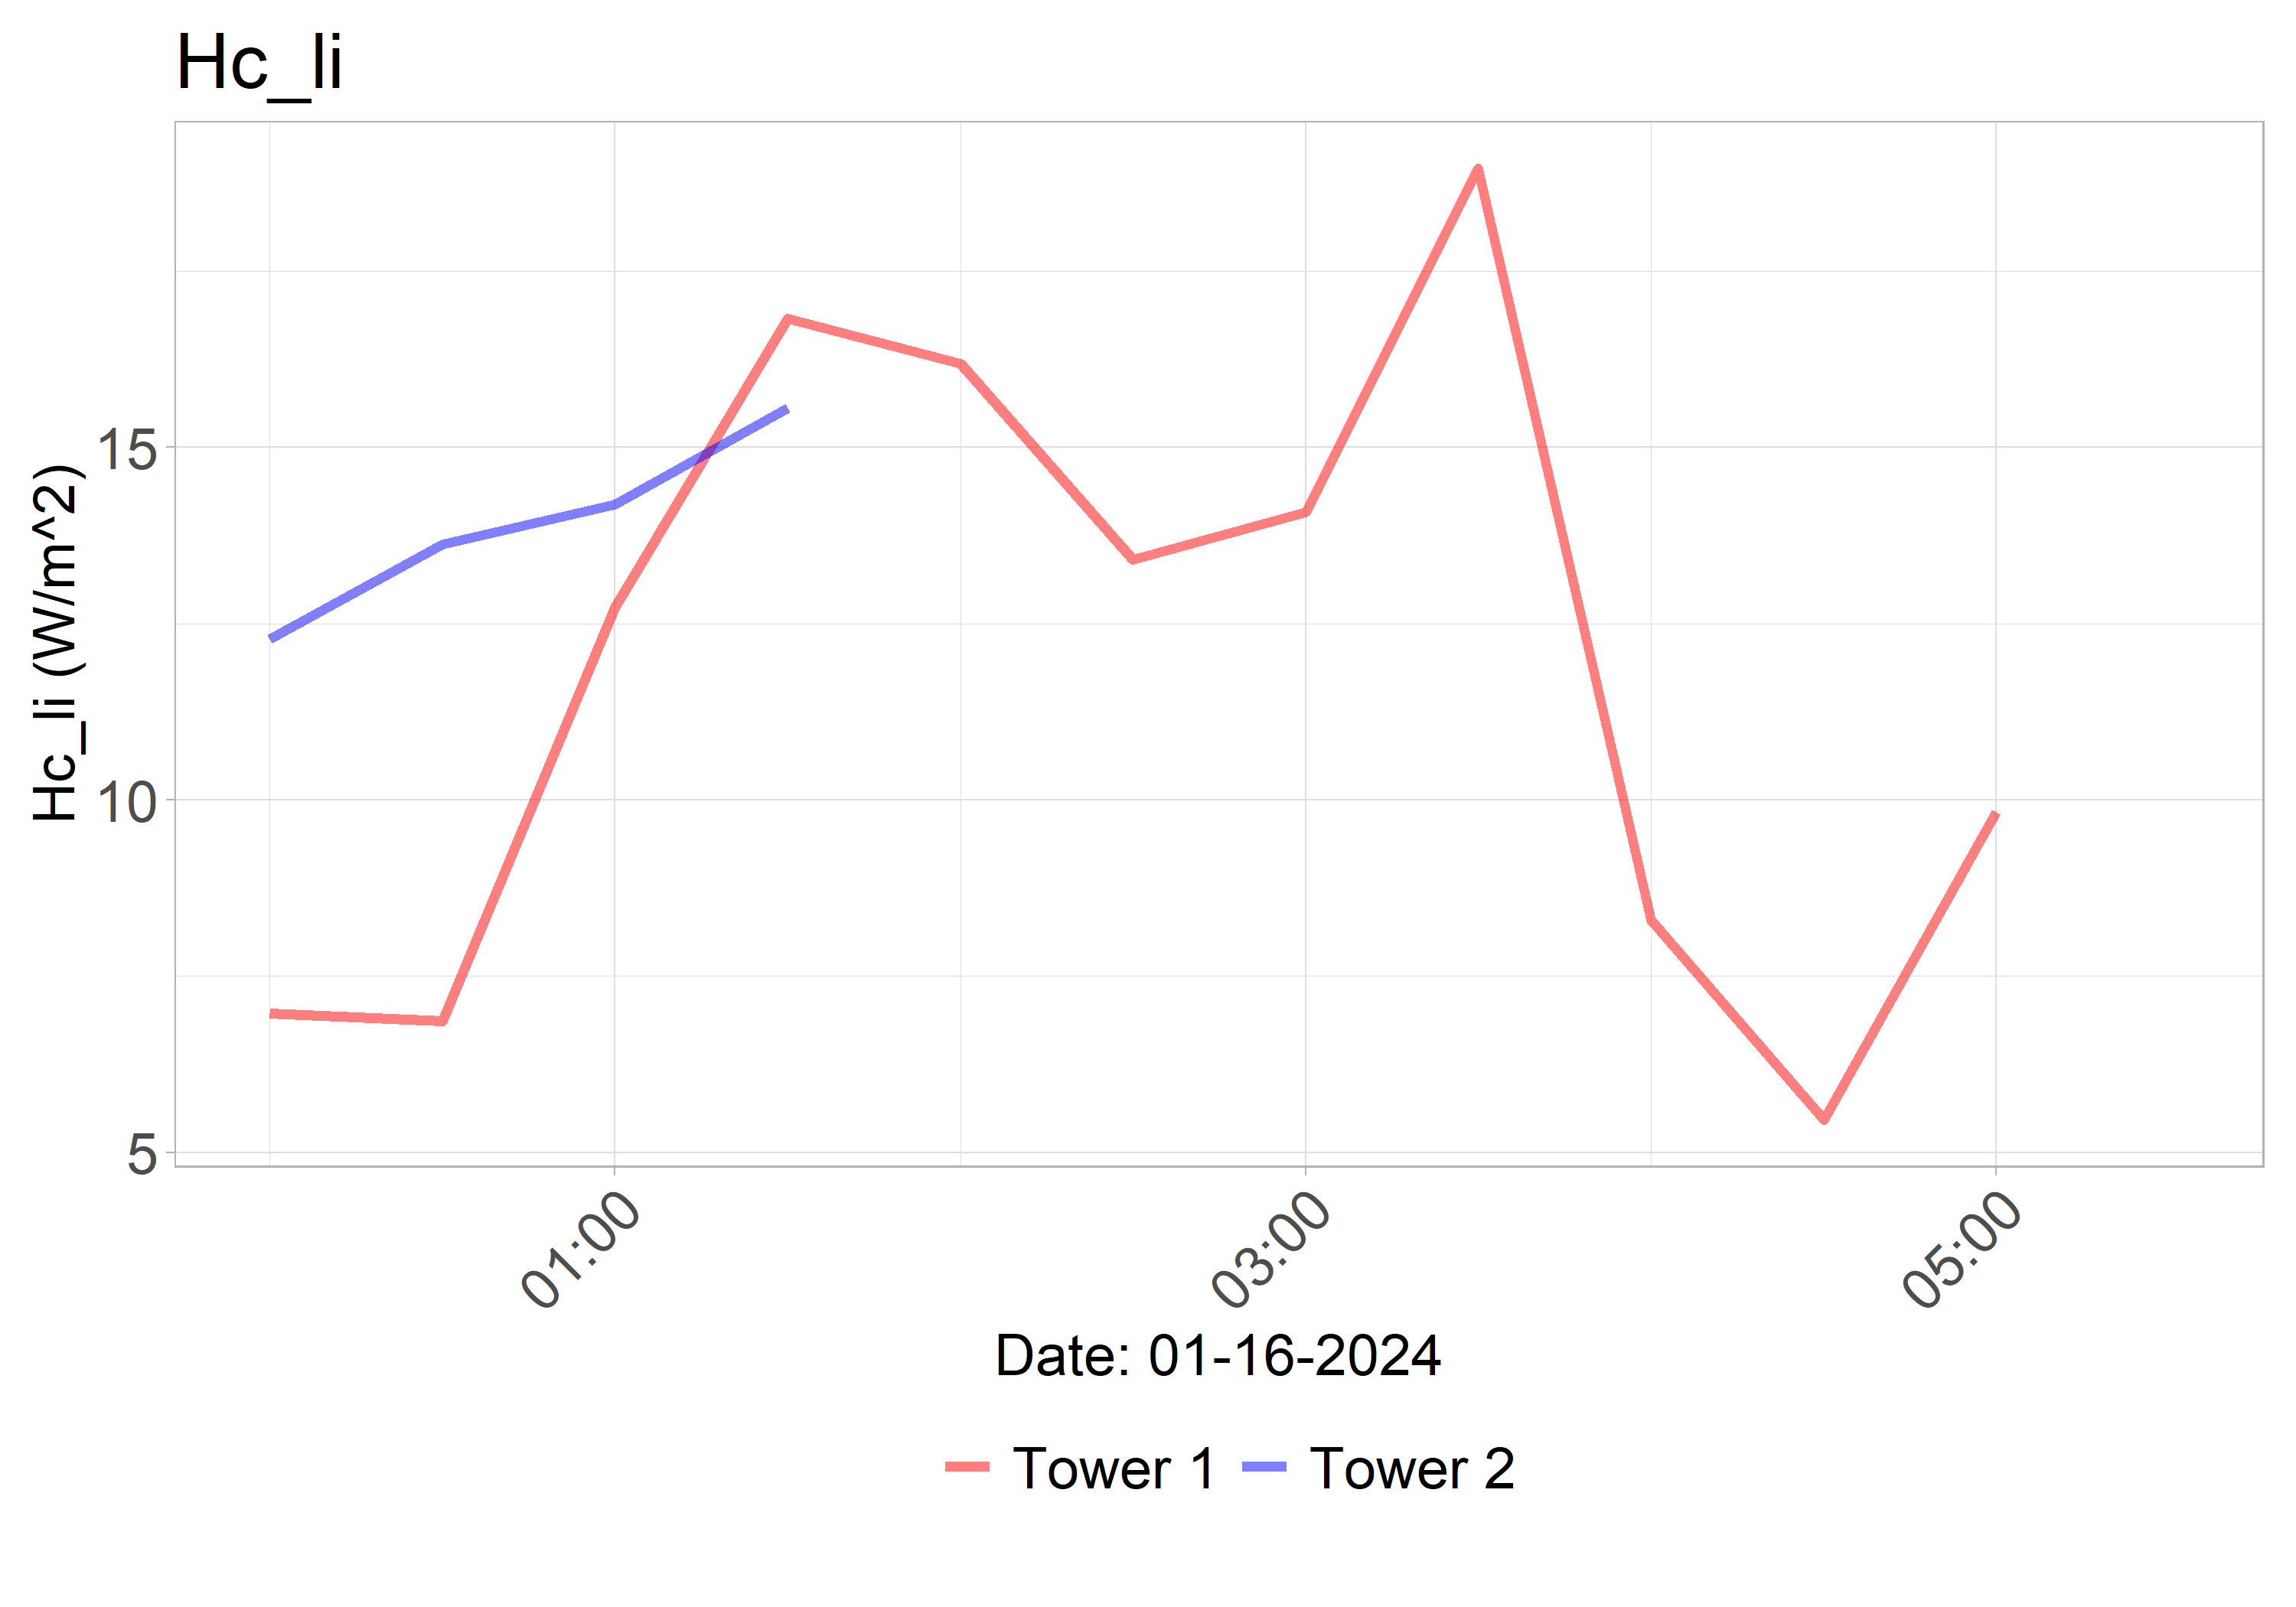 Hc_li
Hc_li (W/m^2)
15
10
5
01:00
03:00
05:00
Date: 01-16-2024
Tower 1
Tower 2